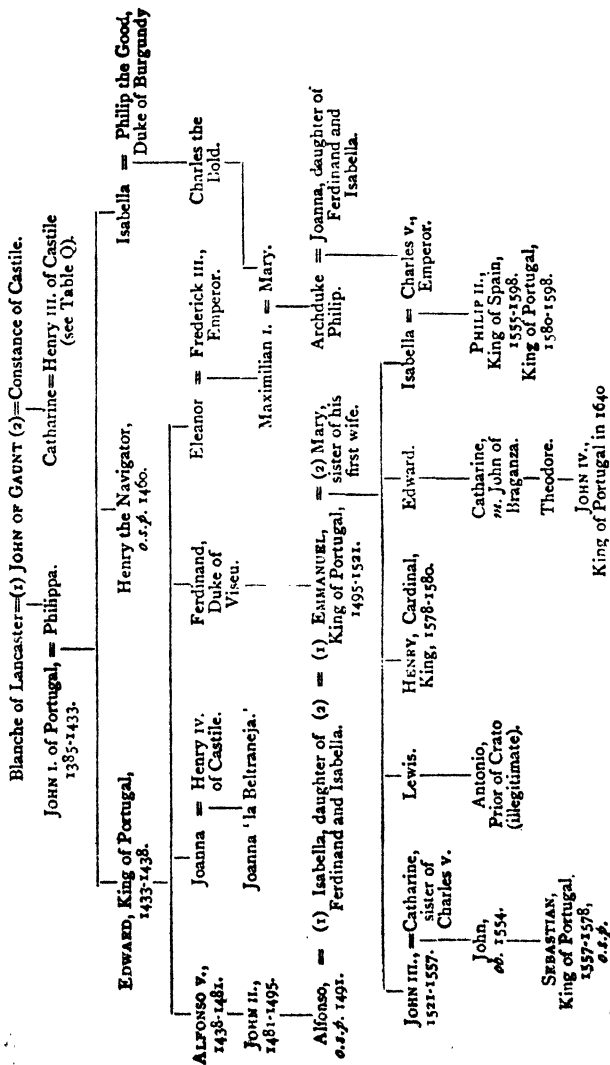 Blanche of Lancaster=(1) JOHN OF GAUNT (2)=Constance of Castile.
JOHN I. of Portugal, = Philippa.
1385-1433.
Catharine=Henry III. of Castile
(see Table Q).
EDWARD, King of Portugal,
1433-1438.
Henry the Navigator,
o.s.p. 1460.
Isabella = Philip the Good,
Duke of Burgundy
ALFONSO V.,
1438-1481.
Joanna = Henry IV.
of Castile.
Ferdinand,
Duke of
Viseu.
Eleanor = Frederick III.,
Emperor.
Charles the
Bold.
JOHN II.,
1481-1495.
Joanna 'la Beltraneja.'
Maximilian I. = Mary.
Alfonso, = (1) Isabella, daughter of (2) = (1) EMMANUEL, = (2) Mary,
o.s.p. 1491. Ferdinand and Isabella. King of Portugal, sister of his
1495-1521. first wife.
Archduke = Joanna, daughter of
Philip. Ferdinand and
Isabella.
JOHN III., =Catharine,
1521-1557. sister of
Charles V.
Lewis.
HENRY, Cardinal,
King, 1578-1580.
Edward.
Isabella = Charles V.,
Emperor.
John,
ob. 1554.
Antonio,
Prior of Crato
(illegitimate).
Catharine,
m. John of
Braganza.
PHILIP II.,
King of Spain,
1555-1598.
King of Portugal,
1580-1598.
SEBASTIAN,
King of Portugal
1557-1578,
o.s.p.
Theodore.
JOHN IV.,
King of Portugal in 1640